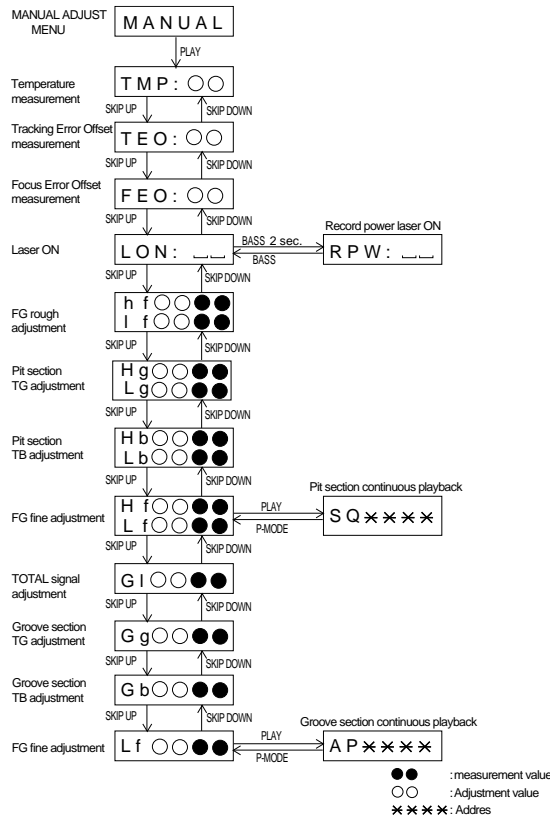 MANUAL ADJUST
MENU
MANUAL
PLAY
Temperature
measurement
TMP: ○○
SKIP UP
SKIP DOWN
Tracking Error Offset
measurement
TEO: ○○
SKIP UP
SKIP DOWN
Focus Error Offset
measurement
FEO: ○○
SKIP UP
SKIP DOWN
Laser ON
LON: ⎵⎵
BASS 2 sec.
BASS
Record power laser ON
RPW: ⎵⎵
SKIP UP
SKIP DOWN
FG rough
adjustment
hf○○●●
lf○○●●
SKIP UP
SKIP DOWN
Pit section
TG adjustment
Hg○○●●
Lg○○●●
SKIP UP
SKIP DOWN
Pit section
TB adjustment
Hb○○●●
Lb○○●●
SKIP UP
SKIP DOWN
FG fine adjustment
Hf○○●●
Lf○○●●
PLAY
P-MODE
Pit section continuous playback
SQ****
SKIP UP
SKIP DOWN
TOTAL signal
adjustment
Gl○○●●
SKIP UP
SKIP DOWN
Groove section
TG adjustment
Gg○○●●
SKIP UP
SKIP DOWN
Groove section
TB adjustment
Gb○○●●
SKIP UP
SKIP DOWN
FG fine adjustment
Lf○○●●
PLAY
P-MODE
Groove section continuous playback
AP****
●● : measurement value
○○ : Adjustment value
**** : Addres